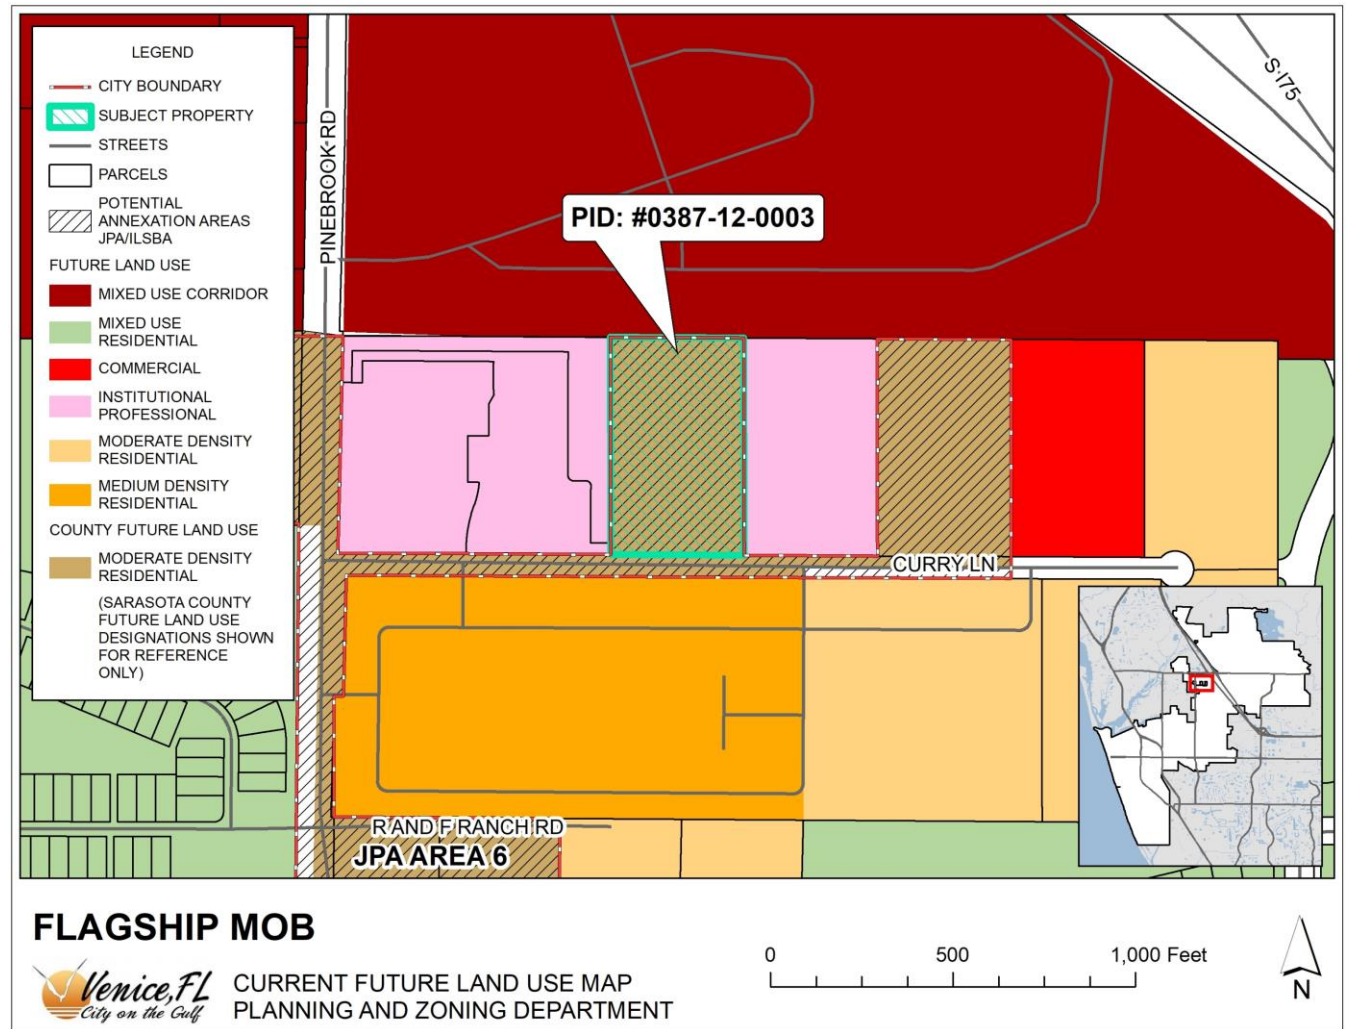 LEGEND
CITY BOUNDARY
SUBJECT PROPERTY
STREETS
PARCELS
POTENTIAL
ANNEXATION AREAS
JPA/ILSBA
FUTURE LAND USE
MIXED USE CORRIDOR
MIXED USE
RESIDENTIAL
COMMERCIAL
INSTITUTIONAL
PROFESSIONAL
MODERATE DENSITY
RESIDENTIAL
MEDIUM DENSITY
RESIDENTIAL
COUNTY FUTURE LAND USE
MODERATE DENSITY
RESIDENTIAL
(SARASOTA COUNTY
FUTURE LAND USE
DESIGNATIONS SHOWN
FOR REFERENCE
ONLY)
PINEBROOK RD
S I75
PID: #0387-12-0003
CURRY LN
R AND F RANCH RD
JPA AREA 6
FLAGSHIP MOB
Venice, FL
City on the Gulf
CURRENT FUTURE LAND USE MAP
PLANNING AND ZONING DEPARTMENT
0 500 1,000 Feet
N